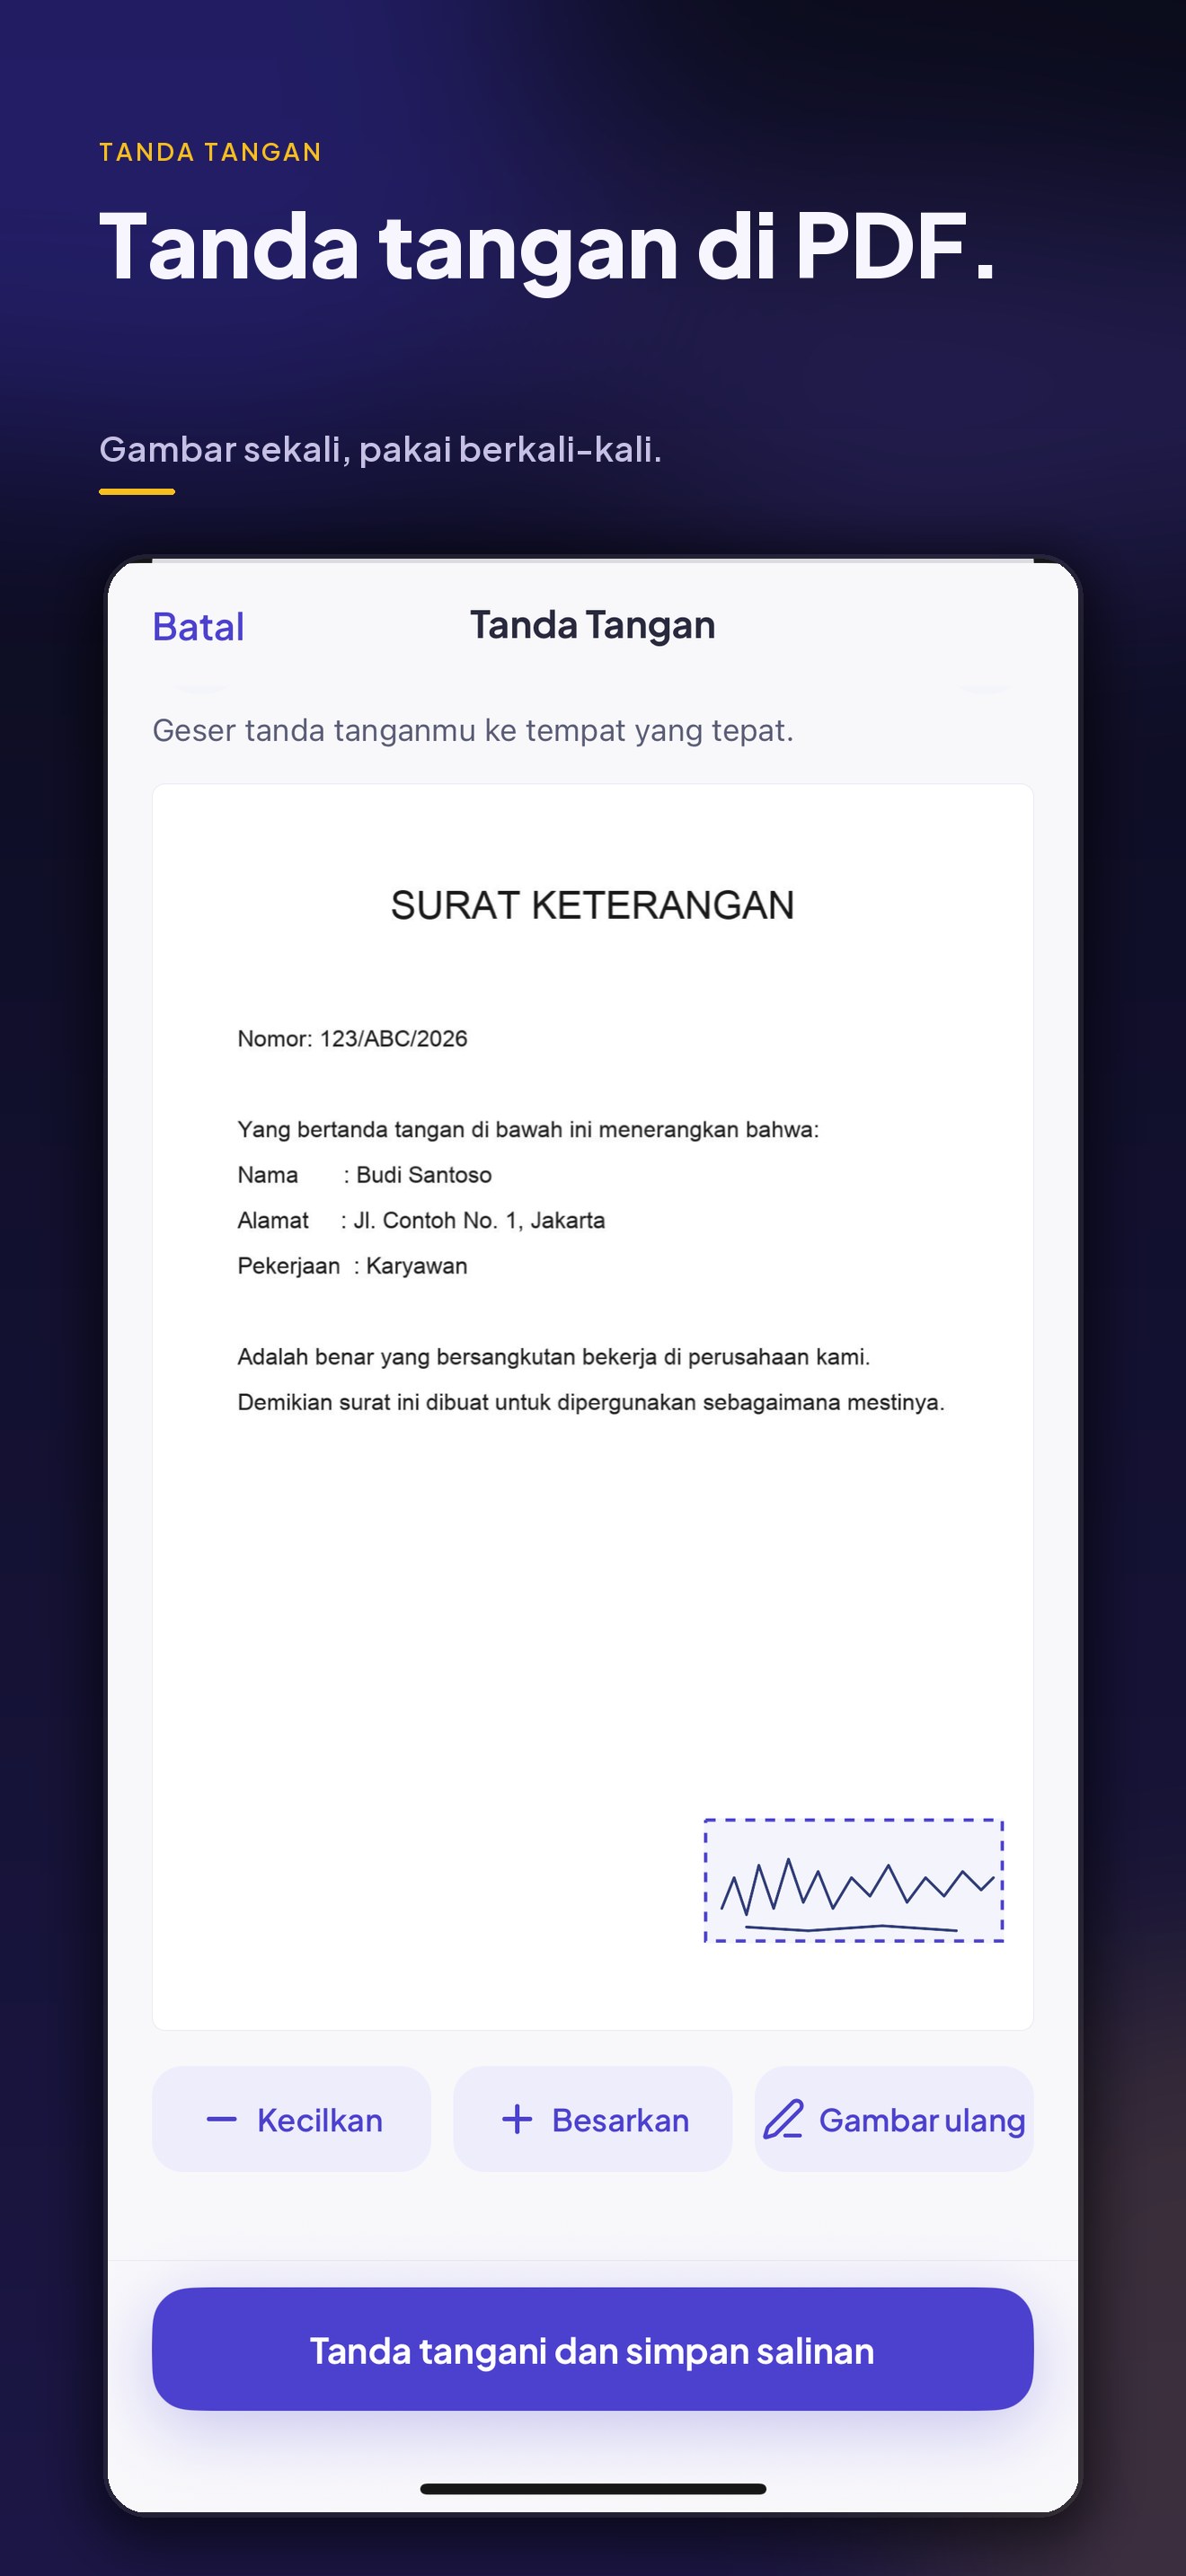 TANDA TANGAN
Tanda tangan di PDF.
Gambar sekali, pakai berkali-kali.
Batal
Tanda Tangan
Geser tanda tanganmu ke tempat yang tepat.
SURAT KETERANGAN
Nomor: 123/ABC/2026
Yang bertanda tangan di bawah ini menerangkan bahwa:
Nama : Budi Santoso
Alamat : Jl. Contoh No. 1, Jakarta
Pekerjaan : Karyawan
Adalah benar yang bersangkutan bekerja di perusahaan kami.
Demikian surat ini dibuat untuk dipergunakan sebagaimana mestinya.
Kecilkan
Besarkan
Gambar ulang
Tanda tangani dan simpan salinan